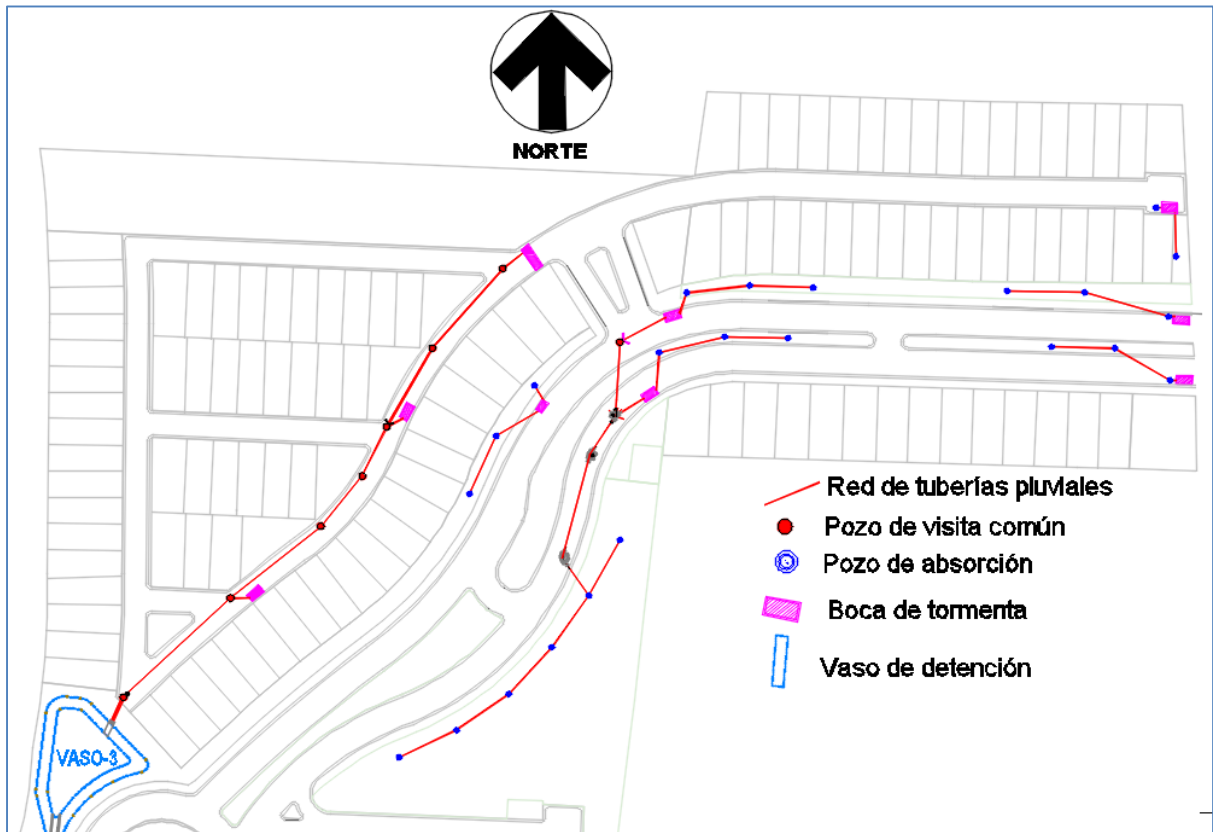 NORTE
Red de tuberías pluviales
Pozo de visita común
Pozo de absorción
Boca de tormenta
Vaso de detención
VASO-3